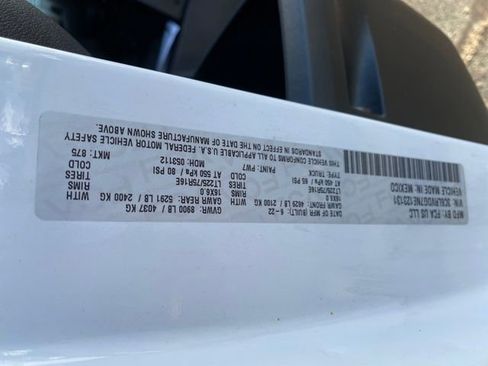 MFG BY: FCA US LLC
VEHICLE MADE IN: MEXICO
DATE OF MFR (BUILT): 6-22
GAWR FRONT: 4629 LB 2100 KG WITH
16X6.0 RIMS
LT225/75R16E TIRES
AT 450 kPa / 65 PSI COLD
TYPE: TRUCK
GVWR: 8900 LB 4037 KG
GAWR REAR: 5291 LB 2400 KG WITH
16X6.0 RIMS
LT225/75R16E TIRES
AT 550 kPa / 80 PSI COLD
PAINT: PW7
MDH: 053112
MKT: 875
THIS VEHICLE CONFORMS TO ALL APPLICABLE U.S.A. FEDERAL MOTOR VEHICLE SAFETY
STANDARDS IN EFFECT ON THE DATE OF MANUFACTURE SHOWN ABOVE.